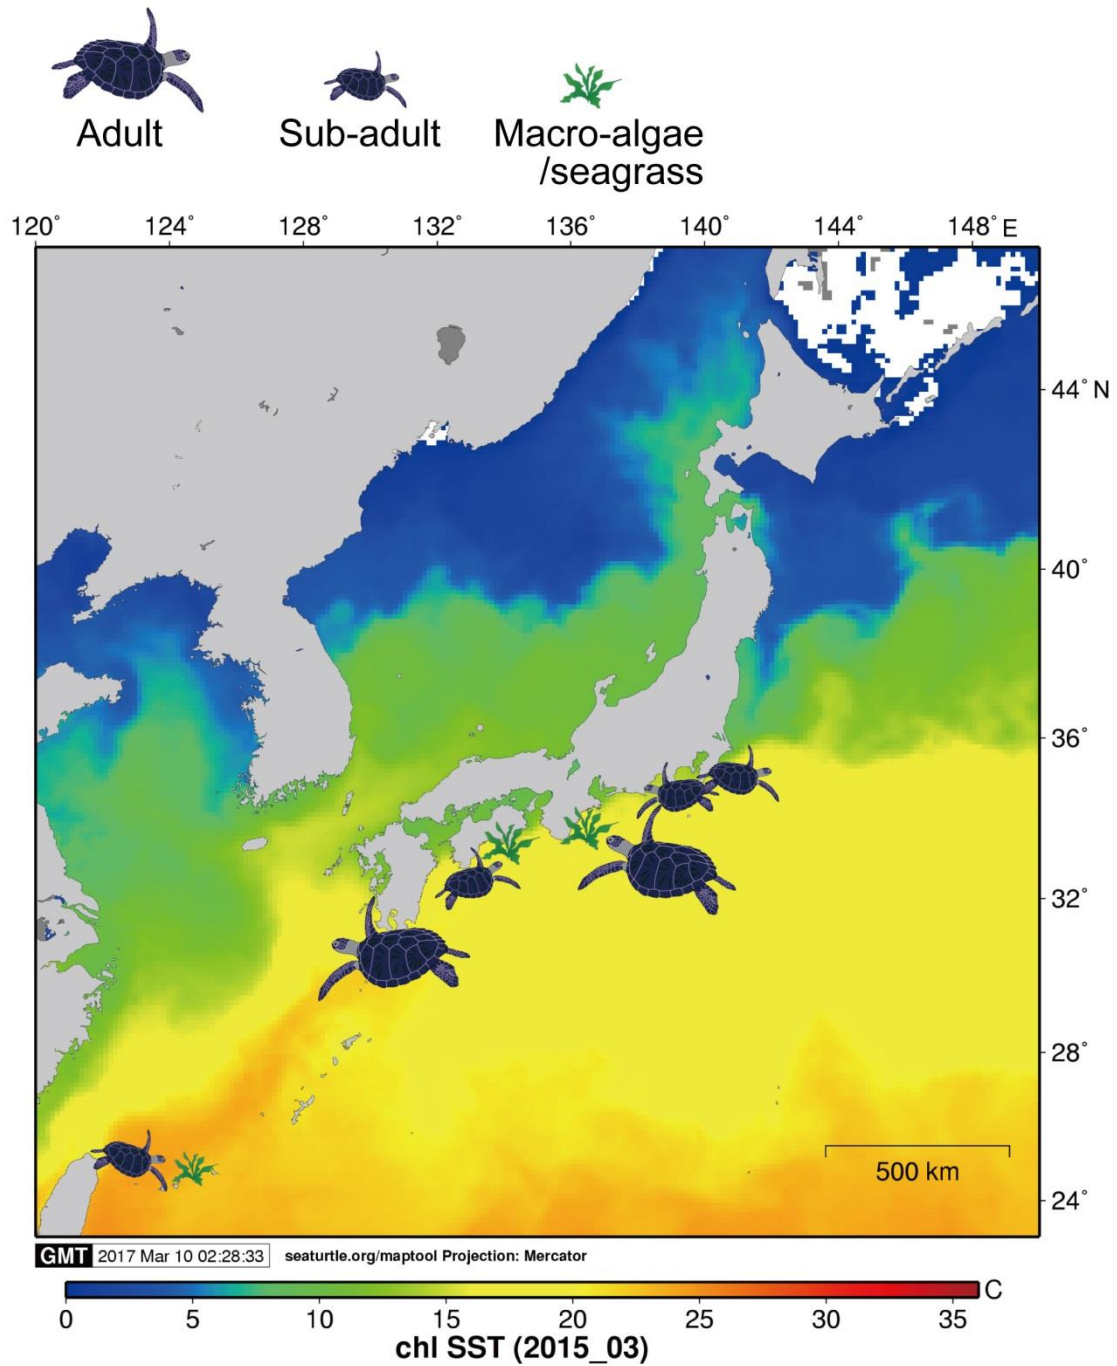 Adult
Sub-adult
Macro-algae
/seagrass
120° 124° 128° 132° 136° 140° 144° 148° E
44° N
40°
36°
32°
28°
24°
500 km
GMT 2017 Mar 10 02:28:33 seaturtle.org/maptool Projection: Mercator
C
0 5 10 15 20 25 30 35
chl SST (2015_03)